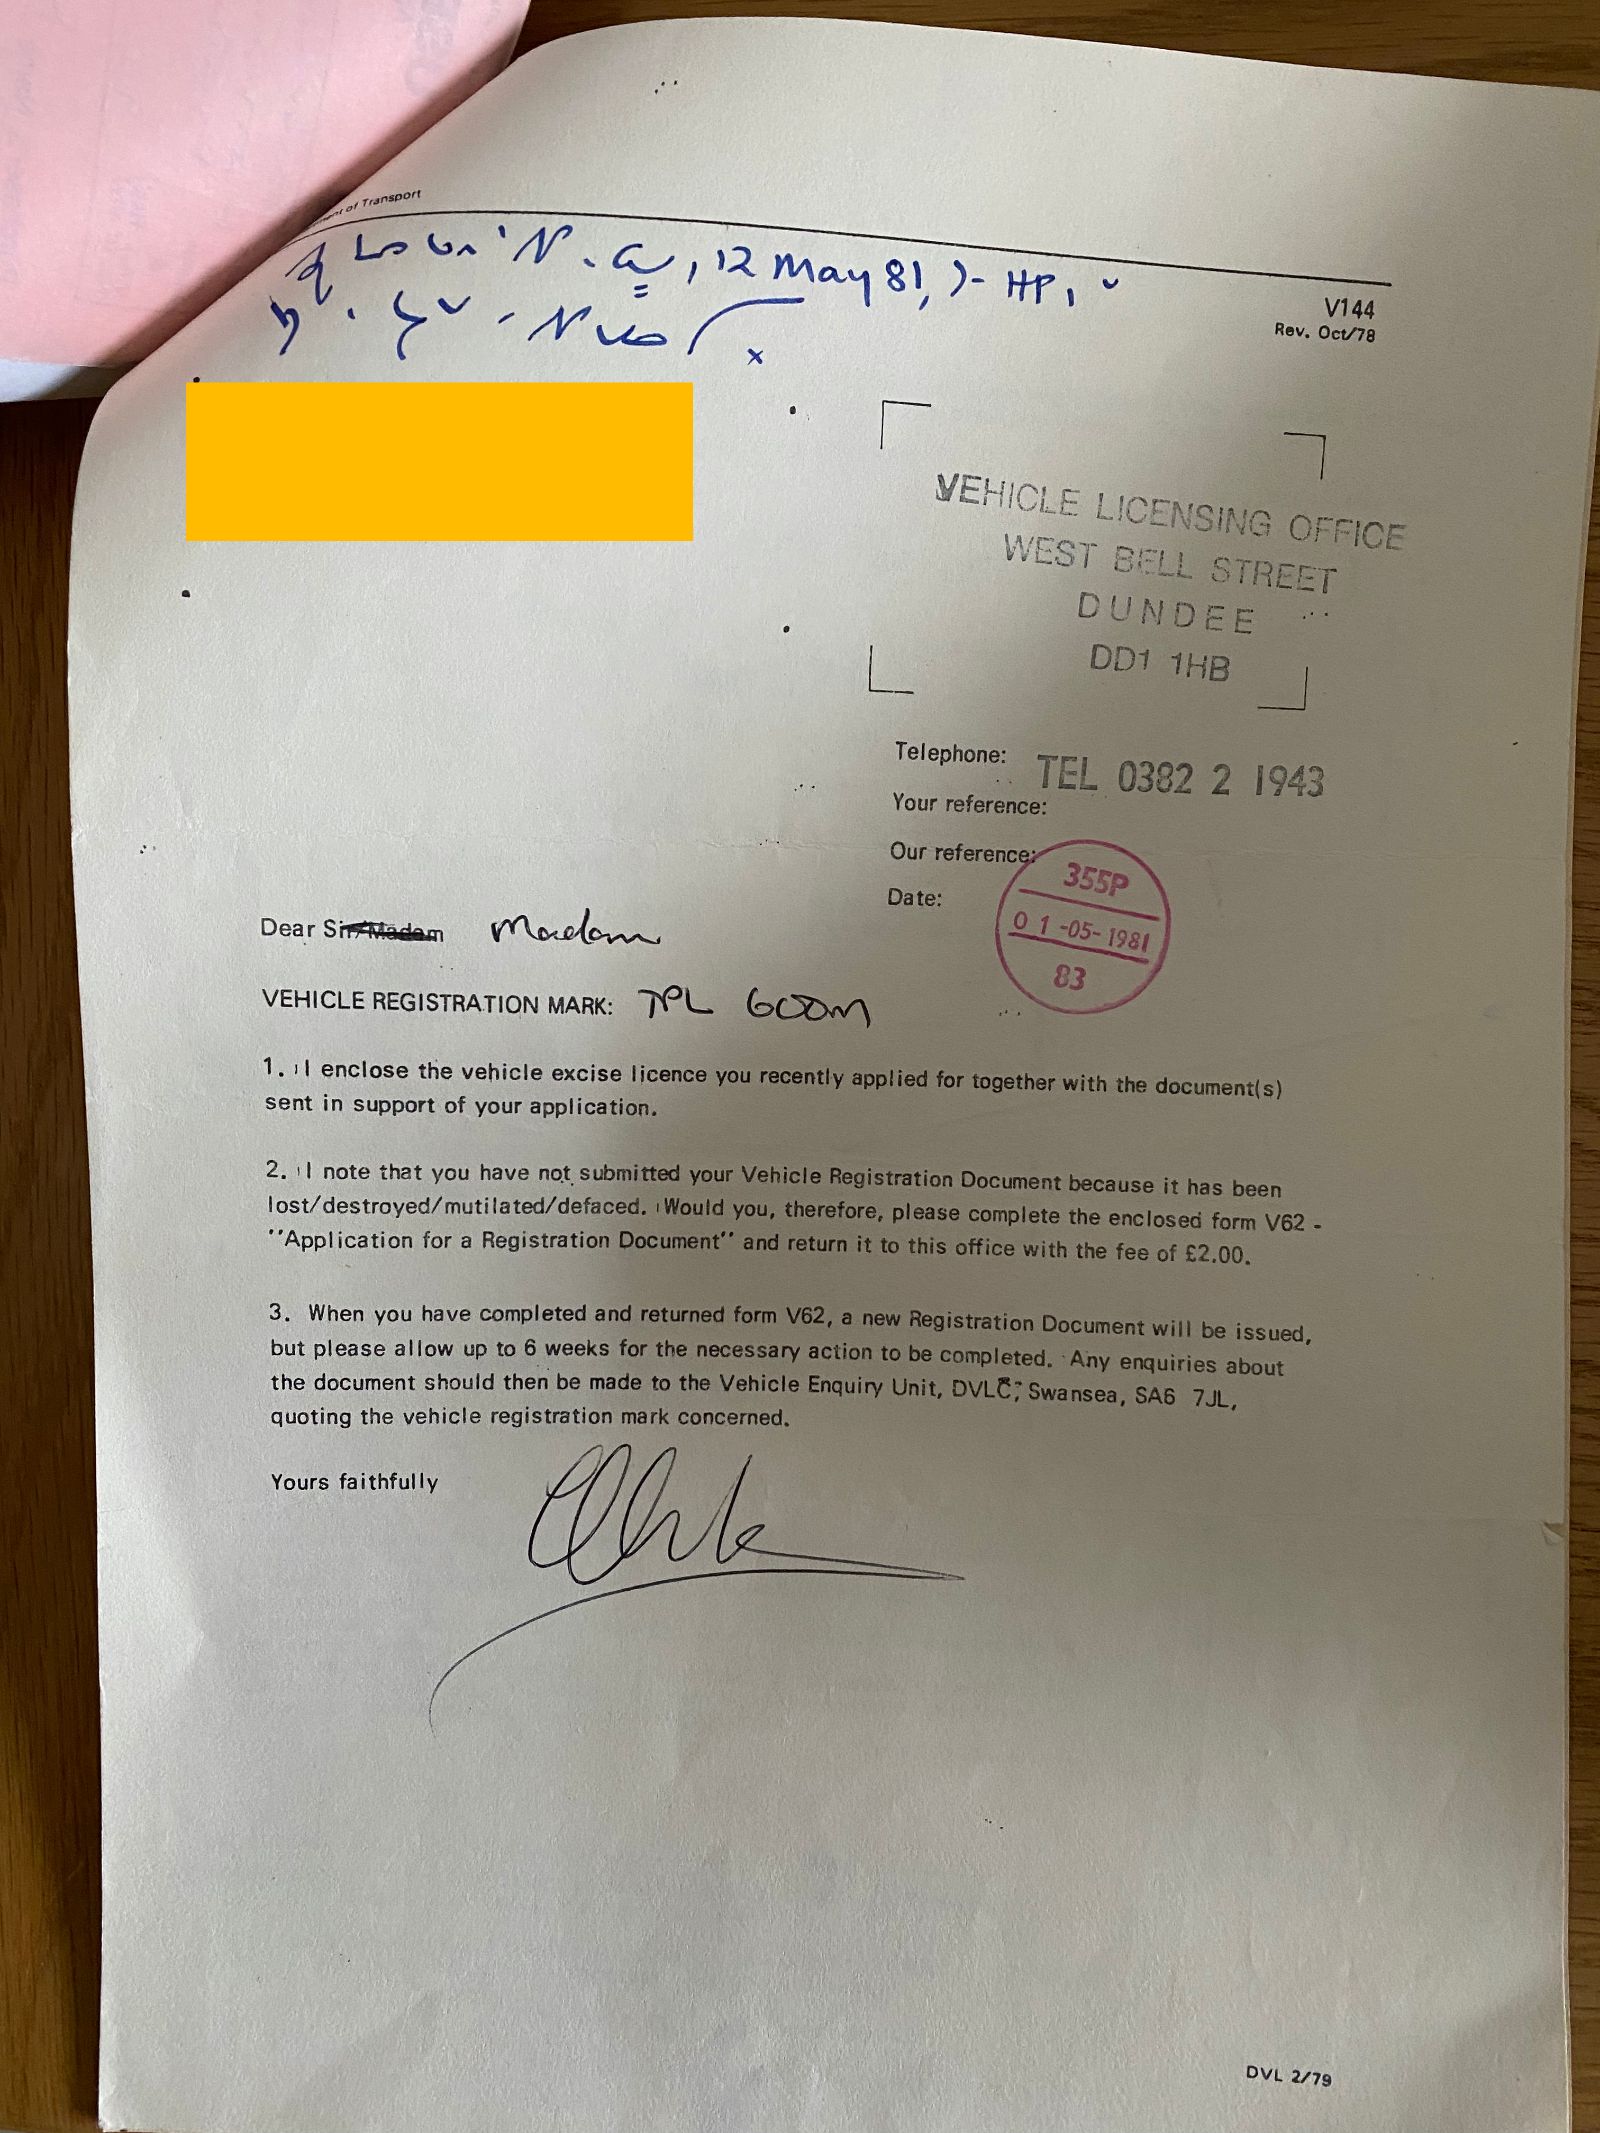 ment of Transport
12 May 81, HP,
V144
Rev. Oct/78
VEHICLE LICENSING OFFICE
WEST BELL STREET
DUNDEE
DD1 1HB
Telephone: TEL 0382 2 1943
Your reference:
Our reference:
Date:
355P
01-05-1981
83
Dear Sir/Madam Madam
VEHICLE REGISTRATION MARK: TPL 600M
1. I enclose the vehicle excise licence you recently applied for together with the document(s)
sent in support of your application.
2. I note that you have not submitted your Vehicle Registration Document because it has been
lost/destroyed/mutilated/defaced. Would you, therefore, please complete the enclosed form V62 -
"Application for a Registration Document" and return it to this office with the fee of £2.00.
3. When you have completed and returned form V62, a new Registration Document will be issued,
but please allow up to 6 weeks for the necessary action to be completed. Any enquiries about
the document should then be made to the Vehicle Enquiry Unit, DVLC, Swansea, SA6 7JL,
quoting the vehicle registration mark concerned.
Yours faithfully
DVL 2/79